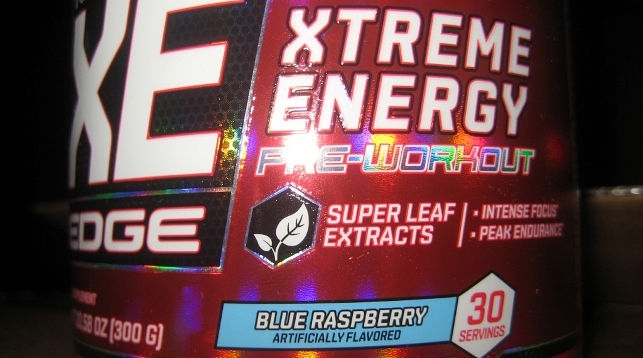 XE
EDGE
XTREME
ENERGY
PRE-WORKOUT
SUPER LEAF
EXTRACTS
• INTENSE FOCUS*
• PEAK ENDURANCE*
BLUE RASPBERRY
ARTIFICIALLY FLAVORED
30
SERVINGS
OZ (300 G)